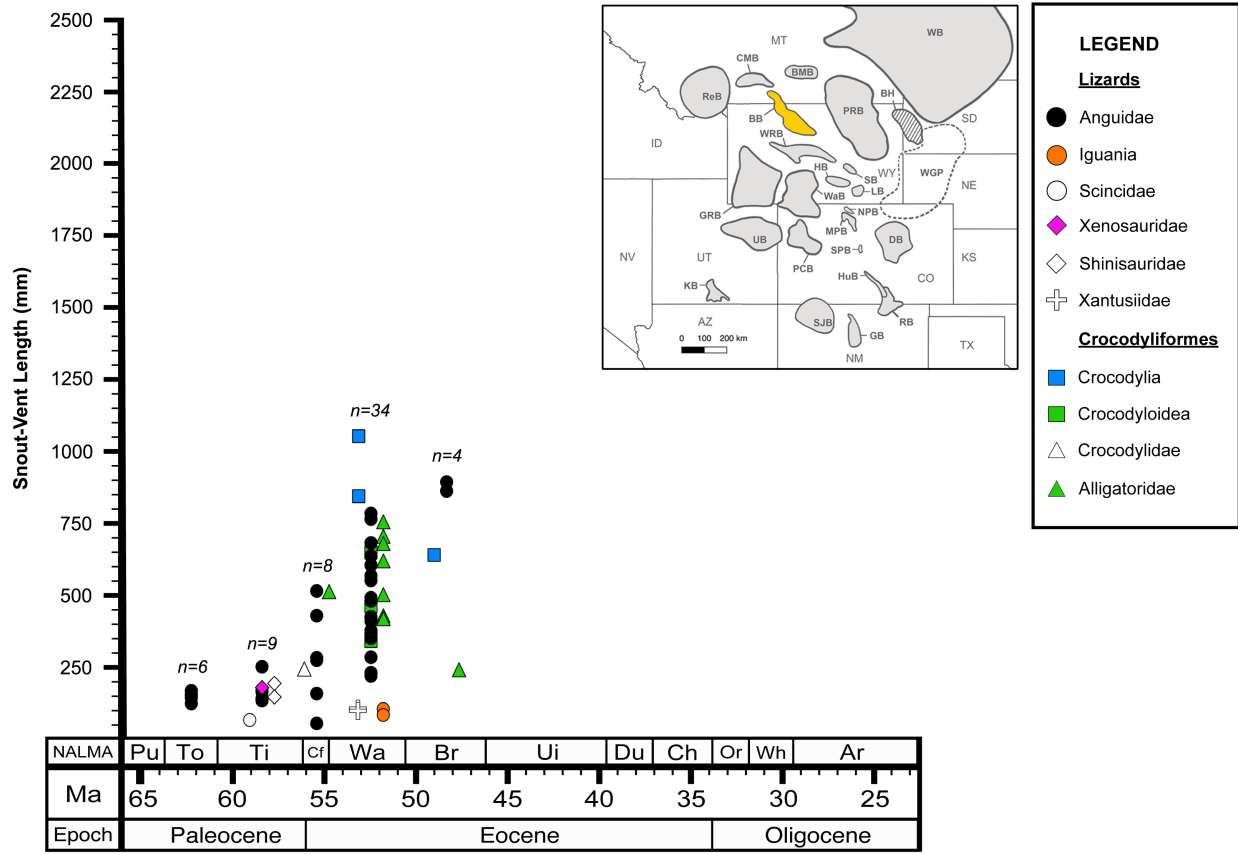 Snout-Vent Length (mm)
2500
2250
2000
1750
1500
1250
1000
750
500
250
n=6
n=9
n=8
n=34
n=4
NALMA Pu To Ti Cf Wa Br Ui Du Ch Or Wh Ar
Ma 65 60 55 50 45 40 35 30 25
Epoch Paleocene Eocene Oligocene
MT
WB
CMB
BMB
ReB
BH
BB
PRB
SD
WRB
ID
HB
SB
WY
WGP
NE
LB
WaB
GRB
NPB
MPB
UB
SPB
DB
NV
UT
PCB
KS
HuB
CO
KB
AZ
SJB
RB
GB
TX
0 100 200 km
NM
LEGEND
Lizards
Anguidae
Iguania
Scincidae
Xenosauridae
Shinisauridae
Xantusiidae
Crocodyliformes
Crocodylia
Crocodyloidea
Crocodylidae
Alligatoridae